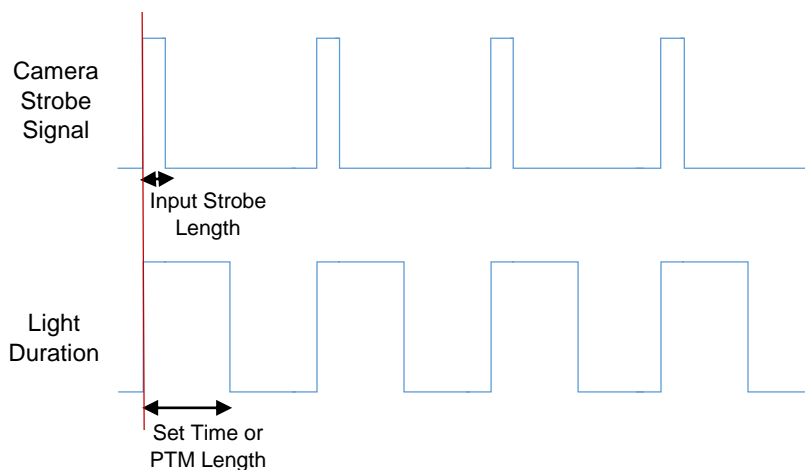 Camera
Strobe
Signal
Input Strobe
Length
Light
Duration
Set Time or
PTM Length